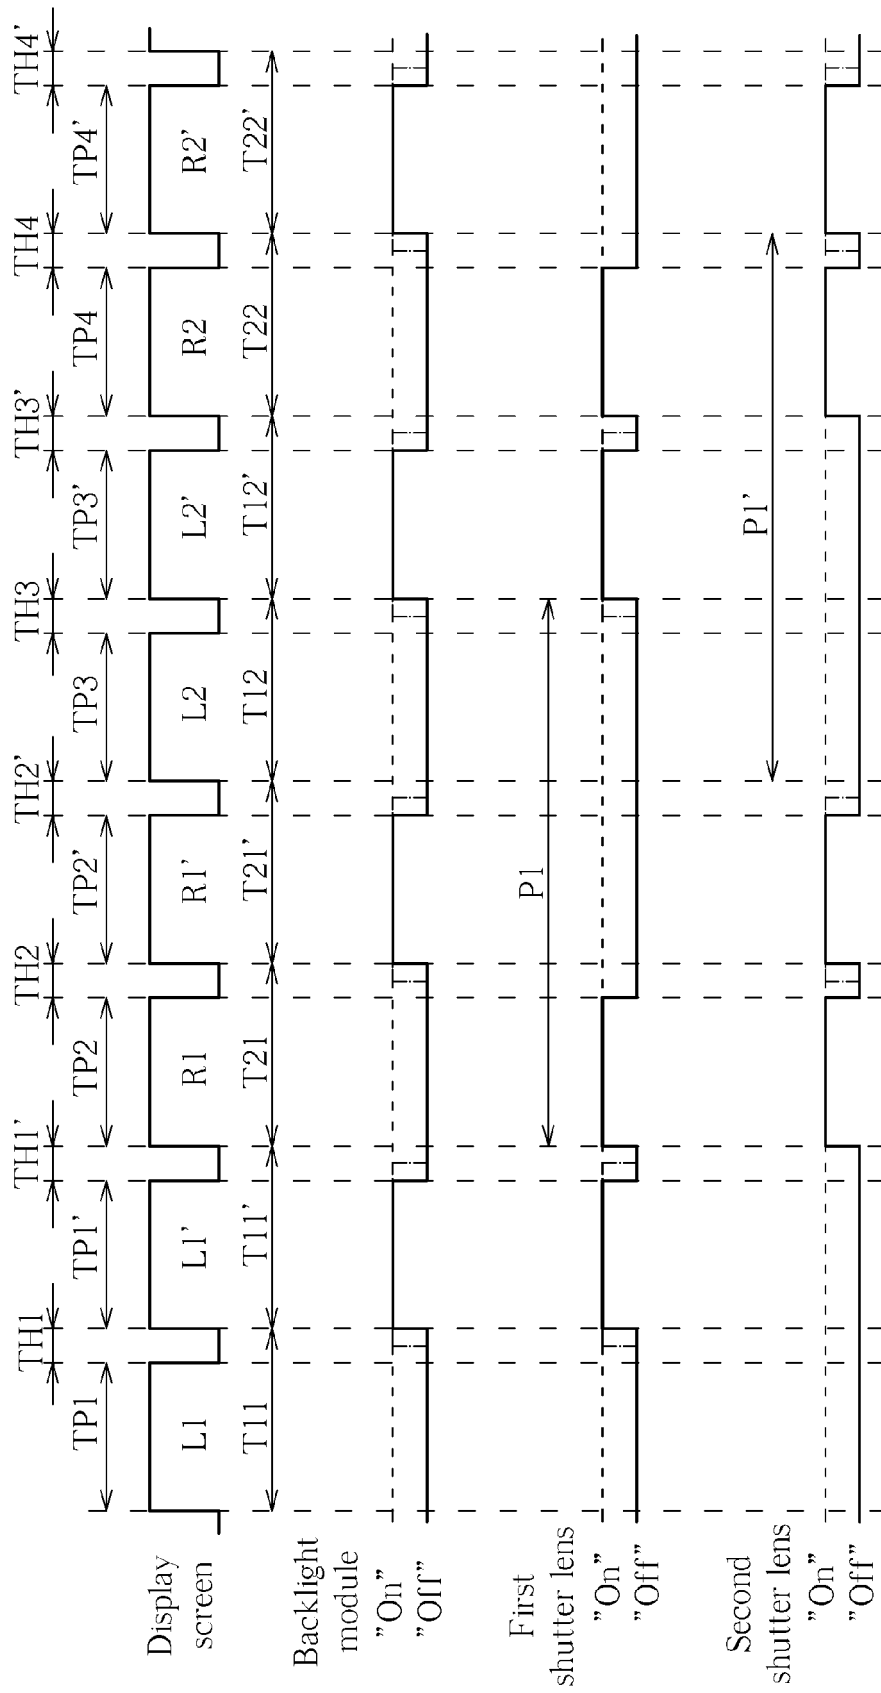 TH1 TH1' TH2 TH2' TH3 TH3' TH4 TH4'
TP1 TP1' TP2 TP2' TP3 TP3' TP4 TP4'
Display
screen
L1 L1' R1 R1' L2 L2' R2 R2'
T11 T11' T21 T21' T12 T12' T22 T22'
Backlight
module
"On"
"Off"
P1
First
shutter lens
"On"
"Off"
P1'
Second
shutter lens
"On"
"Off"